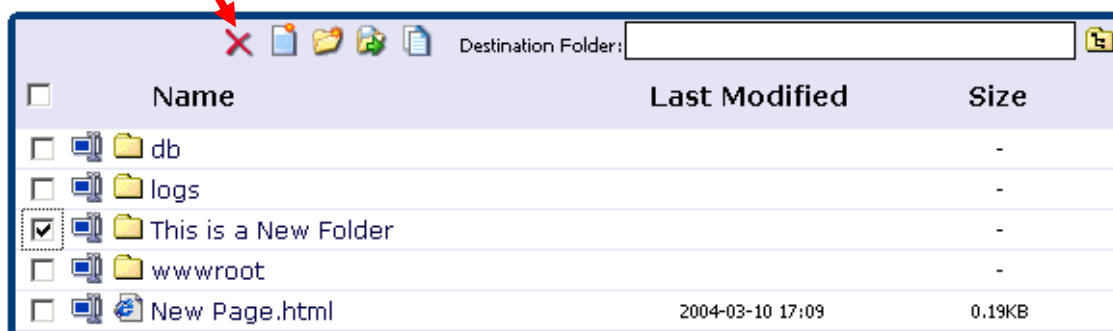 Destination Folder:
Name Last Modified Size
db -
logs -
This is a New Folder -
wwwroot -
New Page.html 2004-03-10 17:09 0.19KB